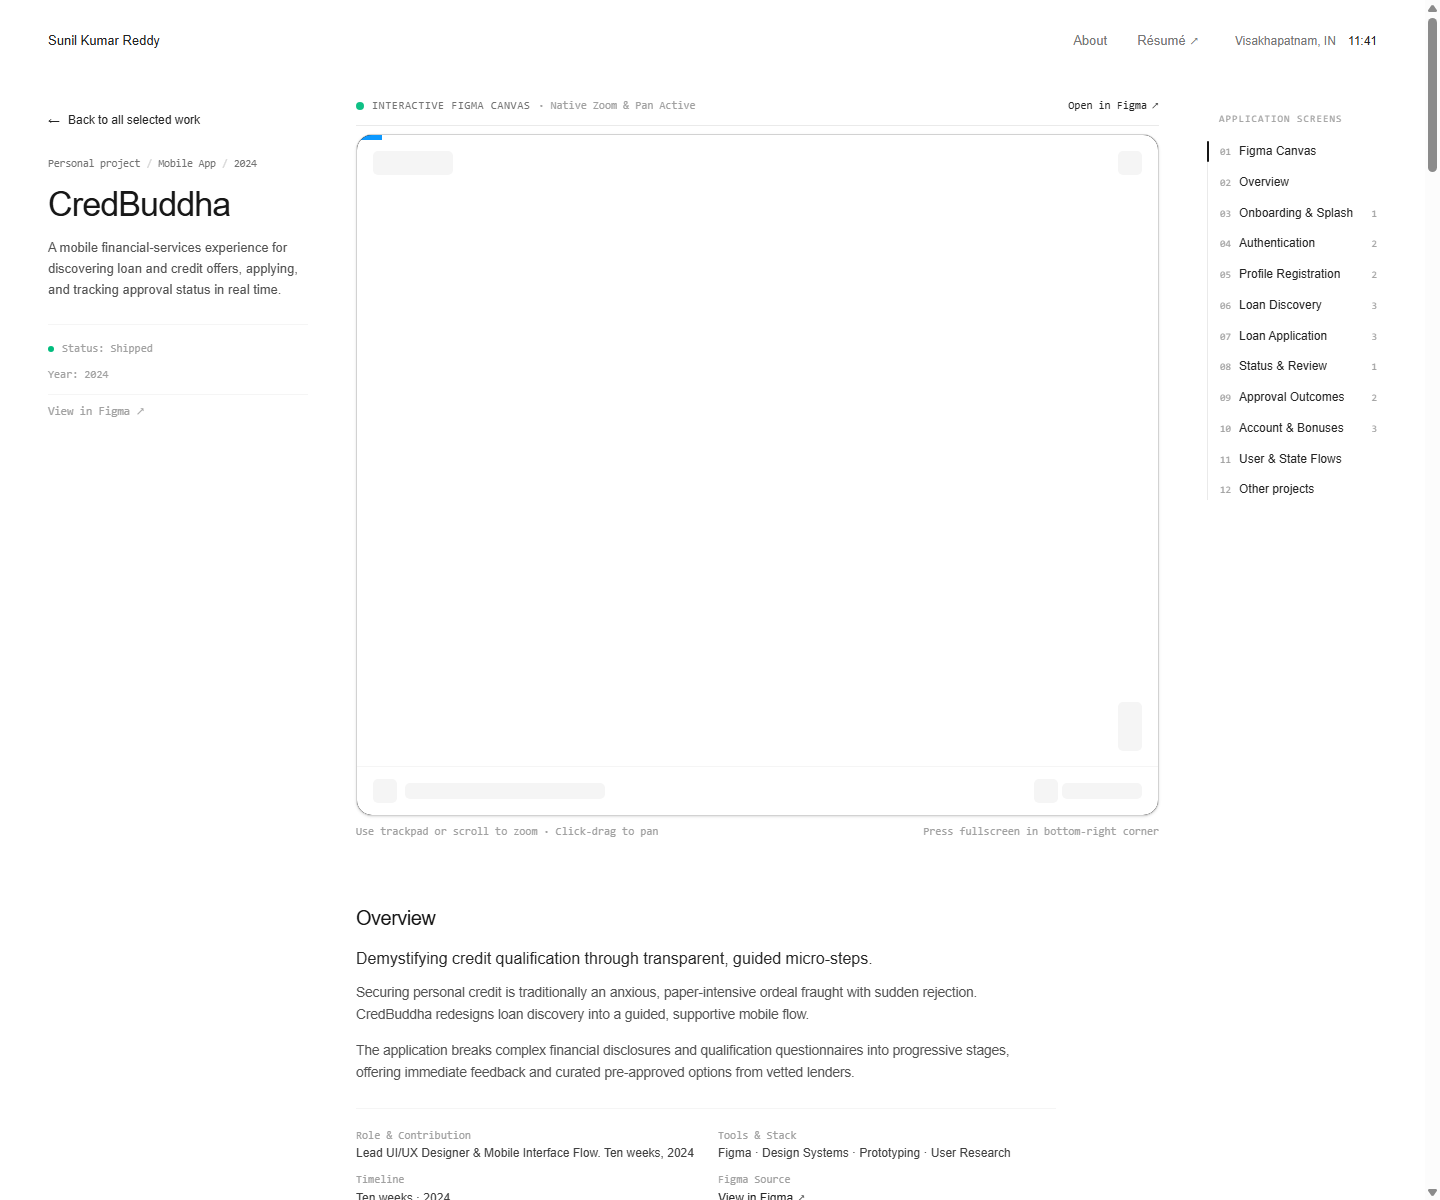 Sunil Kumar Reddy
About
Résumé ↗
Visakhapatnam, IN 11:41
← Back to all selected work
Personal project / Mobile App / 2024
CredBuddha
A mobile financial-services experience for
discovering loan and credit offers, applying,
and tracking approval status in real time.
Status: Shipped
Year: 2024
View in Figma ↗
INTERACTIVE FIGMA CANVAS · Native Zoom & Pan Active
Open in Figma ↗
Use trackpad or scroll to zoom · Click-drag to pan
Press fullscreen in bottom-right corner
Overview
Demystifying credit qualification through transparent, guided micro-steps.
Securing personal credit is traditionally an anxious, paper-intensive ordeal fraught with sudden rejection.
CredBuddha redesigns loan discovery into a guided, supportive mobile flow.
The application breaks complex financial disclosures and qualification questionnaires into progressive stages,
offering immediate feedback and curated pre-approved options from vetted lenders.
Role & Contribution
Lead UI/UX Designer & Mobile Interface Flow. Ten weeks, 2024
Tools & Stack
Figma · Design Systems · Prototyping · User Research
Timeline
Ten weeks · 2024
Figma Source
View in Figma ↗
APPLICATION SCREENS
01 Figma Canvas
02 Overview
03 Onboarding & Splash 1
04 Authentication 2
05 Profile Registration 2
06 Loan Discovery 3
07 Loan Application 3
08 Status & Review 1
09 Approval Outcomes 2
10 Account & Bonuses 3
11 User & State Flows
12 Other projects